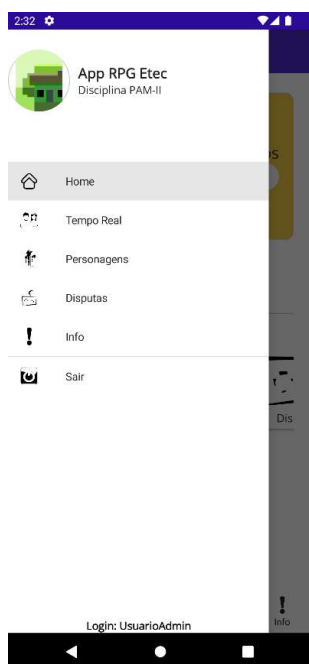 2:32
App RPG Etec
Disciplina PAM-II
os
Home
Tempo Real
Personagens
Disputas
Info
Sair
Dis
Login: UsuarioAdmin
Info